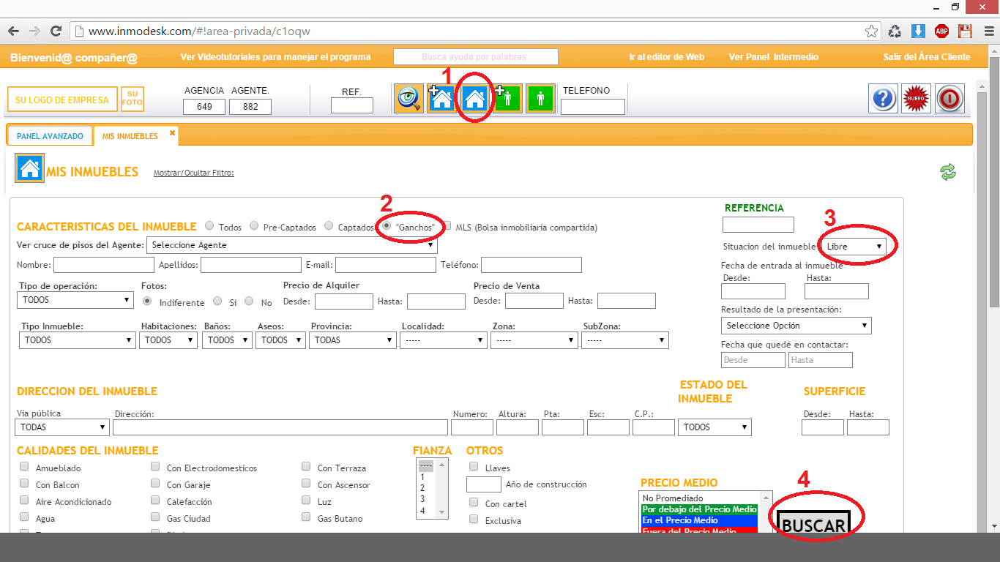 www.inmodesk.com/#!area-privada/c1oqw
ABP
Bienvenid@ compañer@ Ver Videotutoriales para manejar el programa Busca ayuda por palabras Ir al editor de Web Ver Panel Intermedio Salir del Área Cliente
1
SU LOGO DE EMPRESA
SU FOTO
AGENCIA AGENTE. REF. TELEFONO
649 882
NUEVO
PANEL AVANZADO MIS INMUEBLES
MIS INMUEBLES Mostrar/Ocultar Filtro:
2
3
REFERENCIA
CARACTERISTICAS DEL INMUEBLE Todos Pre-Captados Captados "Ganchos" MLS (Bolsa inmobiliaria compartida)
Ver cruce de pisos del Agente: Seleccione Agente
Situacion del inmueble Libre
Nombre: Apellidos: E-mail: Teléfono:
Fecha de entrada al inmueble
Desde: Hasta:
Tipo de operación: Fotos: Precio de Alquiler Precio de Venta
TODOS Indiferente Si No Desde: Hasta: Desde: Hasta:
Resultado de la presentación:
Seleccione Opción
Tipo Inmueble: Habitaciones: Baños: Aseos: Provincia: Localidad: Zona: SubZona:
TODOS TODOS TODOS TODOS TODAS ----- ----- -----
Fecha que quedé en contactar:
Desde Hasta
DIRECCION DEL INMUEBLE
ESTADO DEL
INMUEBLE
SUPERFICIE
Via pública Dirección: Numero: Altura: Pta: Esc: C.P.: Desde: Hasta:
TODAS TODOS
CALIDADES DEL INMUEBLE FIANZA OTROS
Amueblado Con Electrodomesticos Con Terraza ---- Llaves
Con Balcon Con Garaje Con Ascensor 1 Año de construcción
2
Aire Acondicionado Calefacción Luz 3 Con cartel
Agua Gas Ciudad Gas Butano 4 Exclusiva
PRECIO MEDIO
4
No Promediado
Por debajo del Precio Medio
En el Precio Medio
Fuera del Precio Medio
BUSCAR